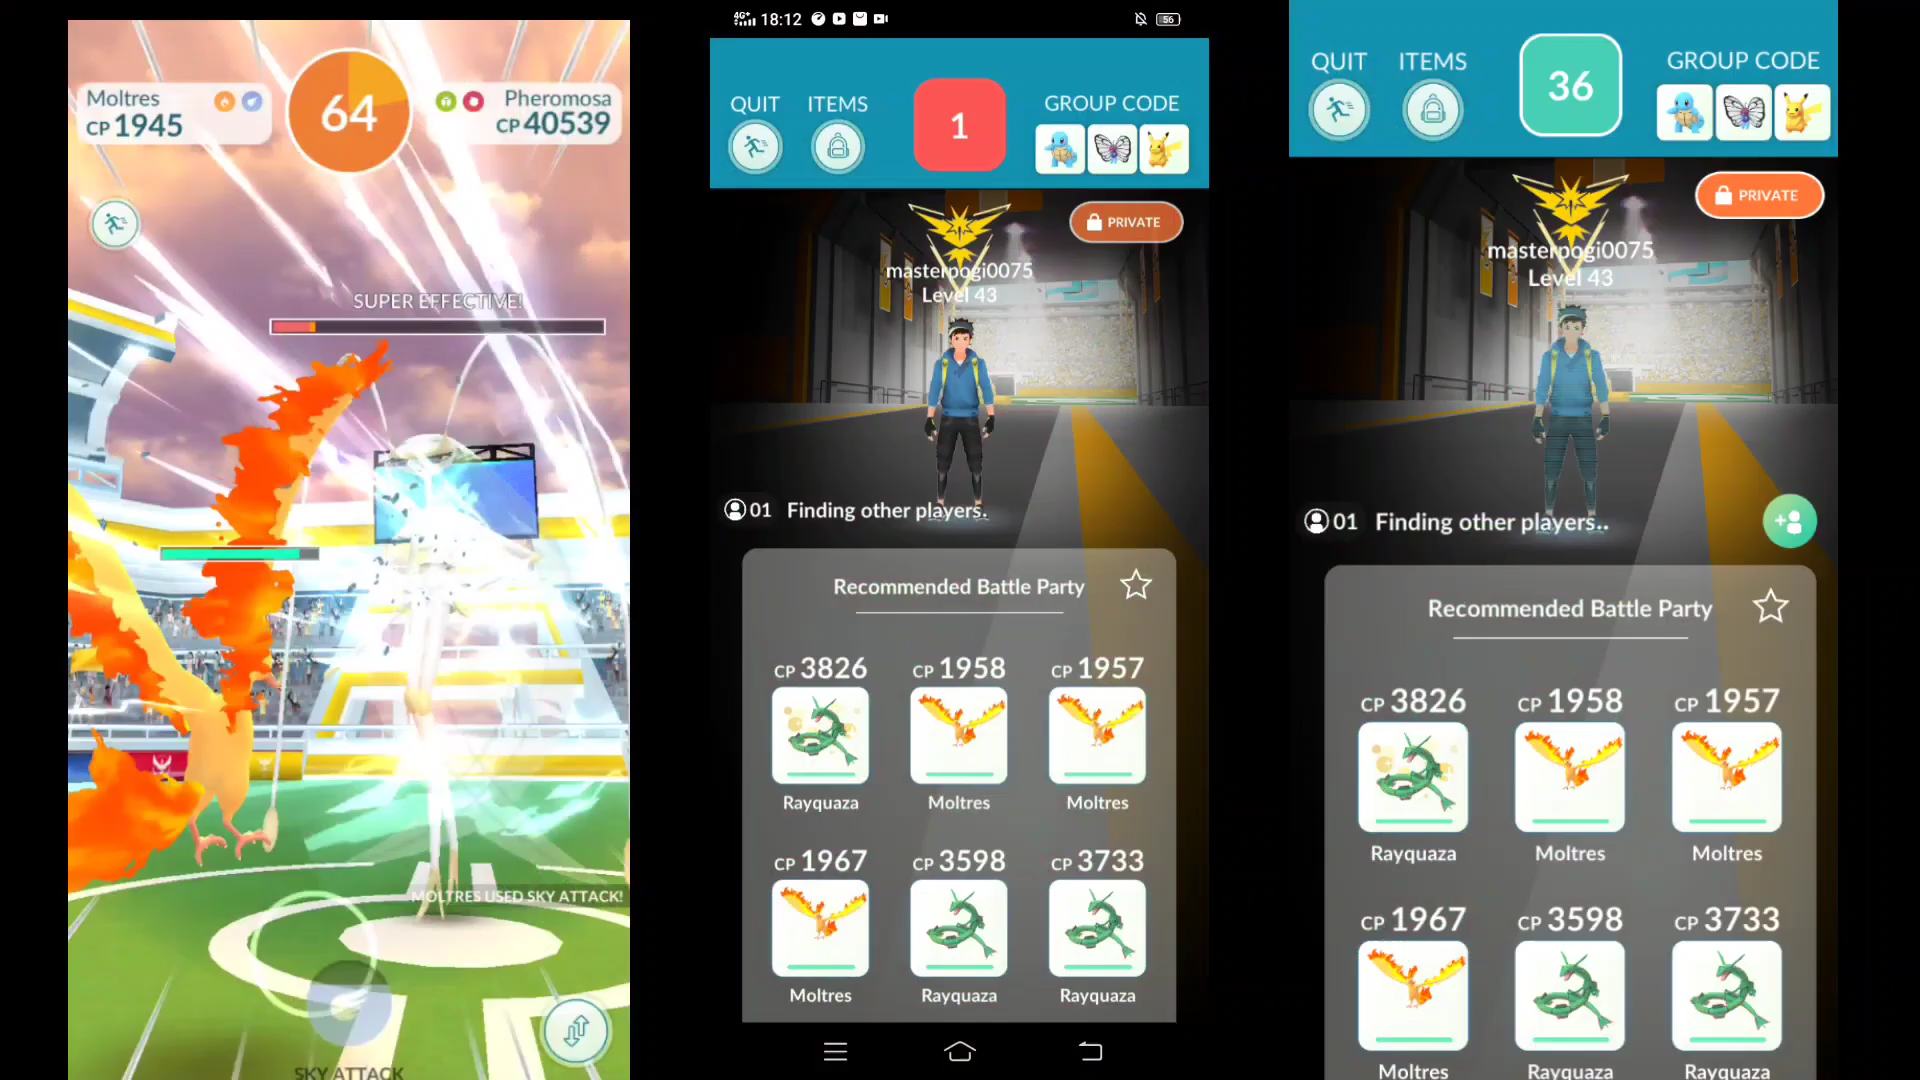 Moltres
CP 1945
64
Pheromosa
CP 40539
SUPER EFFECTIVE!
MOLTRES USED SKY ATTACK!
SKY ATTACK
4G+ 18:12
56
QUIT
ITEMS
1
GROUP CODE
PRIVATE
masterpogi0075
Level 43
01 Finding other players.
Recommended Battle Party
CP 3826
CP 1958
CP 1957
Rayquaza
Moltres
Moltres
CP 1967
CP 3598
CP 3733
Moltres
Rayquaza
Rayquaza
QUIT
ITEMS
36
GROUP CODE
PRIVATE
masterpogi0075
Level 43
01 Finding other players..
Recommended Battle Party
CP 3826
CP 1958
CP 1957
Rayquaza
Moltres
Moltres
CP 1967
CP 3598
CP 3733
Moltres
Rayquaza
Rayquaza